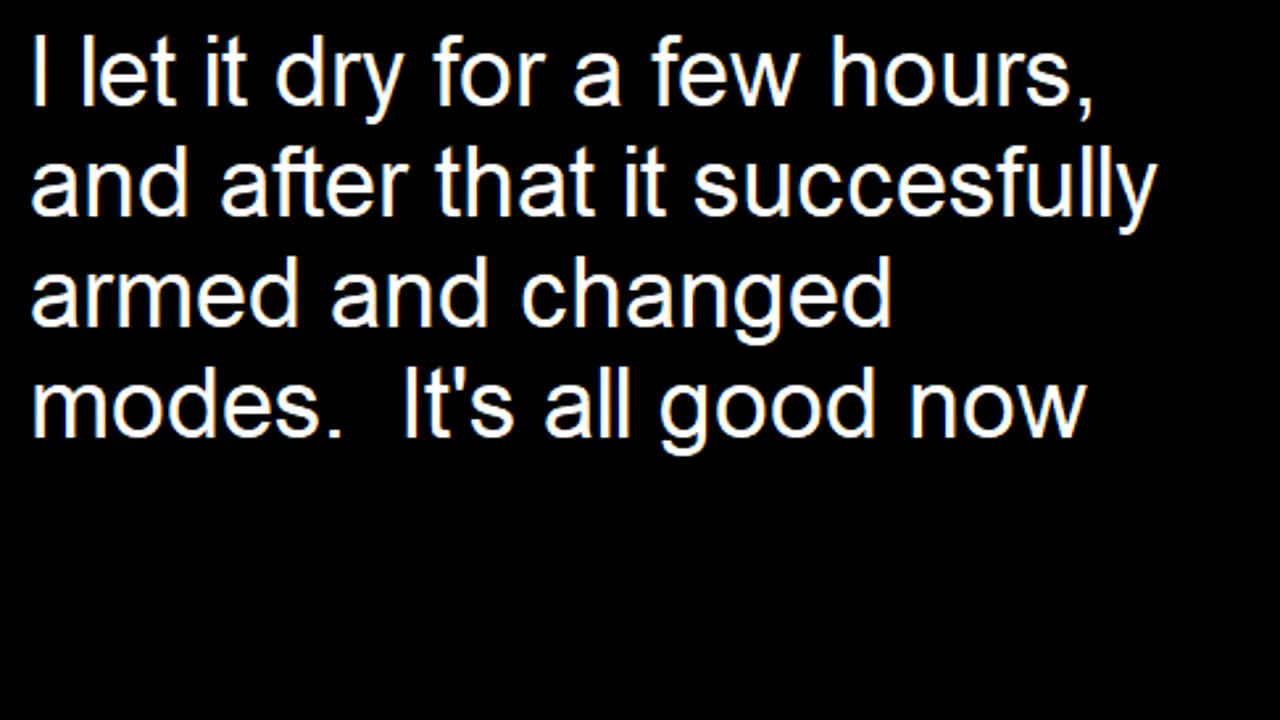 I let it dry for a few hours,
and after that it succesfully
armed and changed
modes.  It's all good now